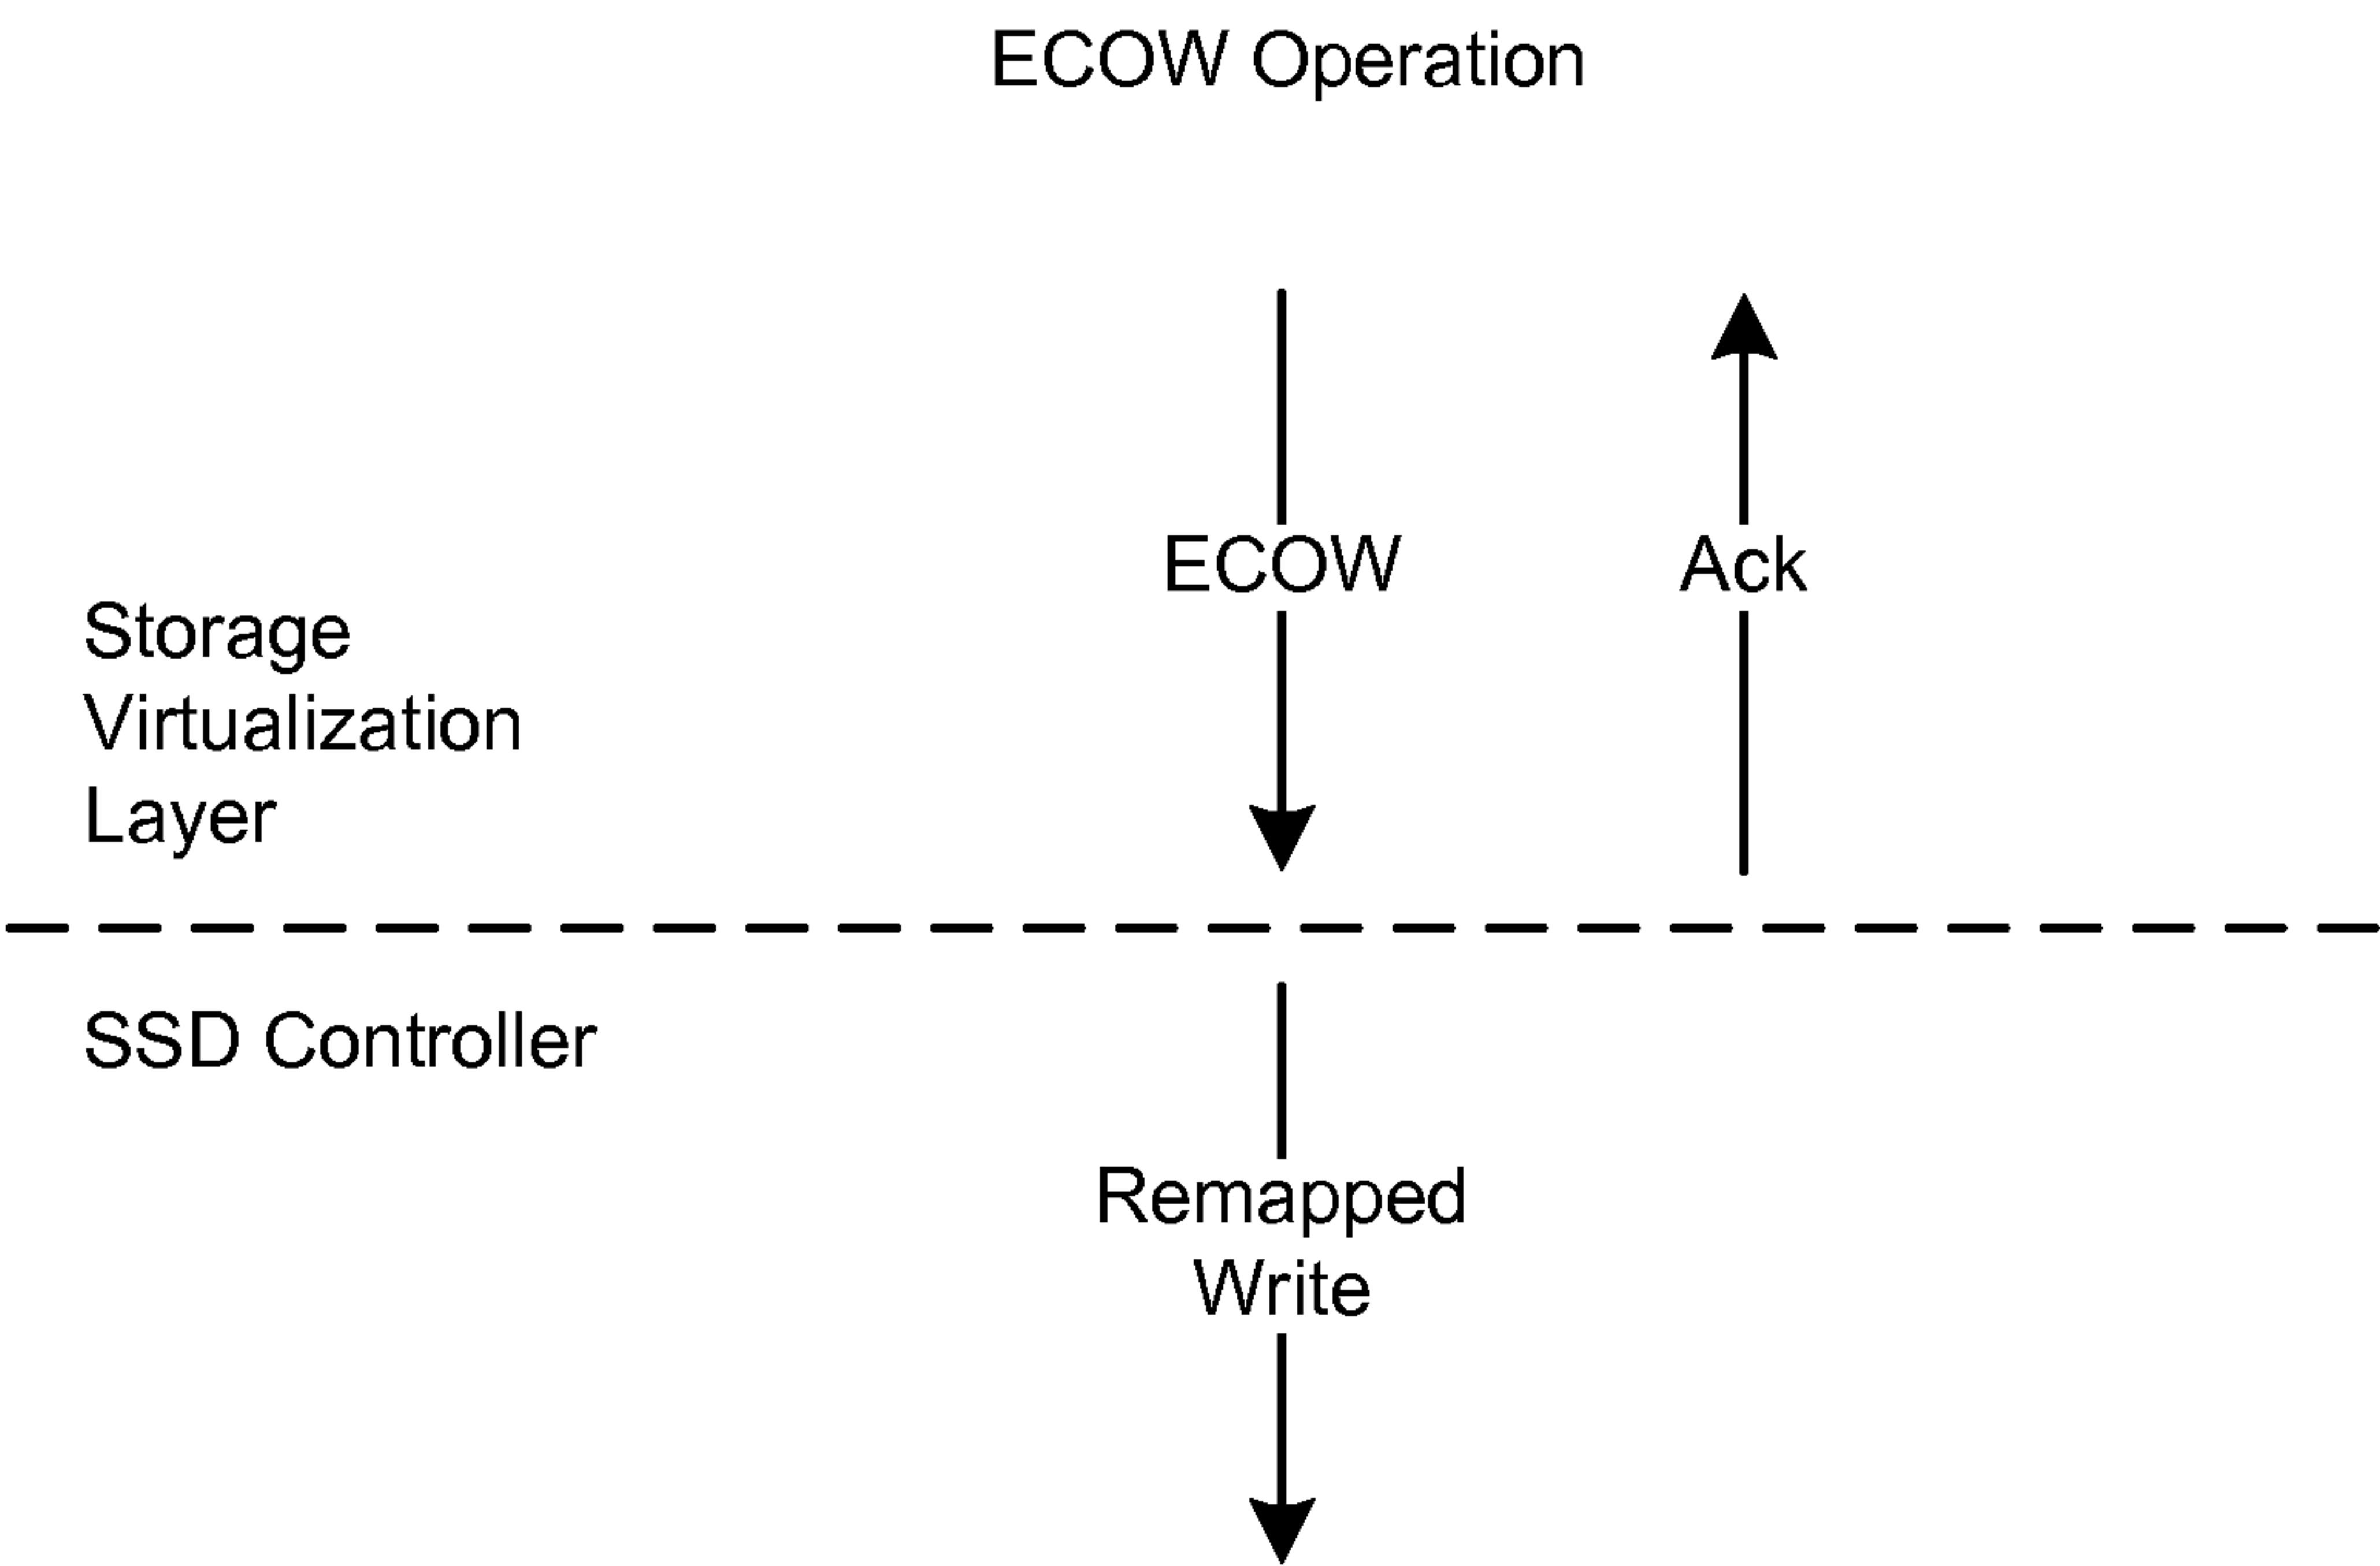 ECOW Operation
ECOW
Ack
Storage
Virtualization
Layer
SSD Controller
Remapped
Write